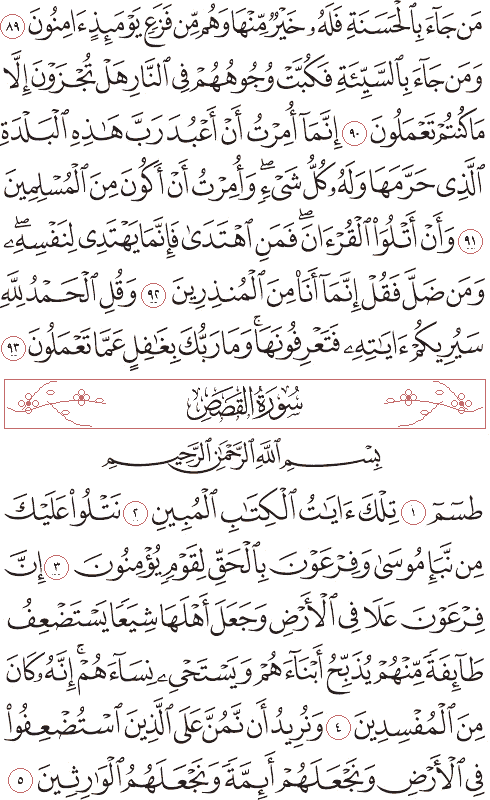 مَن جَآءَ بِٱلْحَسَنَةِ فَلَهُۥ خَيْرٌ مِّنْهَا وَهُم مِّن فَزَعٍ يَوْمَئِذٍ ءَامِنُونَ ٨٩
وَمَن جَآءَ بِٱلسَّيِّئَةِ فَكُبَّتْ وُجُوهُهُمْ فِى ٱلنَّارِ هَلْ تُجْزَوْنَ إِلَّا
مَا كُنتُمْ تَعْمَلُونَ ٩٠ إِنَّمَآ أُمِرْتُ أَنْ أَعْبُدَ رَبَّ هَـٰذِهِ ٱلْبَلْدَةِ
ٱلَّذِى حَرَّمَهَا وَلَهُۥ كُلُّ شَىْءٍ ۖ وَأُمِرْتُ أَنْ أَكُونَ مِنَ ٱلْمُسْلِمِينَ
٩١ وَأَنْ أَتْلُوَا۟ ٱلْقُرْءَانَ ۖ فَمَنِ ٱهْتَدَىٰ فَإِنَّمَا يَهْتَدِى لِنَفْسِهِۦ ۖ
وَمَن ضَلَّ فَقُلْ إِنَّمَآ أَنَا۠ مِنَ ٱلْمُنذِرِينَ ٩٢ وَقُلِ ٱلْحَمْدُ لِلَّهِ
سَيُرِيكُمْ ءَايَـٰتِهِۦ فَتَعْرِفُونَهَا ۚ وَمَا رَبُّكَ بِغَـٰفِلٍ عَمَّا تَعْمَلُونَ ٩٣
سُورَةُ القَصَصِ
بِسْمِ ٱللَّهِ ٱلرَّحْمَـٰنِ ٱلرَّحِيمِ
طسٓمٓ ١ تِلْكَ ءَايَـٰتُ ٱلْكِتَـٰبِ ٱلْمُبِينِ ٢ نَتْلُوا۟ عَلَيْكَ
مِن نَّبَإِ مُوسَىٰ وَفِرْعَوْنَ بِٱلْحَقِّ لِقَوْمٍ يُؤْمِنُونَ ٣ إِنَّ
فِرْعَوْنَ عَلَا فِى ٱلْأَرْضِ وَجَعَلَ أَهْلَهَا شِيَعًا يَسْتَضْعِفُ
طَآئِفَةً مِّنْهُمْ يُذَبِّحُ أَبْنَآءَهُمْ وَيَسْتَحْىِۦ نِسَآءَهُمْ ۚ إِنَّهُۥ كَانَ
مِنَ ٱلْمُفْسِدِينَ ٤ وَنُرِيدُ أَن نَّمُنَّ عَلَى ٱلَّذِينَ ٱسْتُضْعِفُوا۟
فِى ٱلْأَرْضِ وَنَجْعَلَهُمْ أَئِمَّةً وَنَجْعَلَهُمُ ٱلْوَٰرِثِينَ ٥